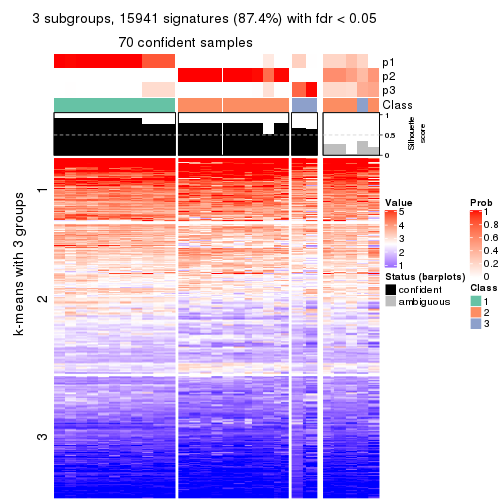 3 subgroups, 15941 signatures (87.4%) with fdr < 0.05
70 confident samples
p1
p2
p3
Class
1
0.5
0
Silhouette
score
k-means with 3 groups
1
2
3
Value
5
4
3
2
1
Status (barplots)
confident
ambiguous
Prob
1
0.8
0.6
0.4
0.2
0
Class
1
2
3